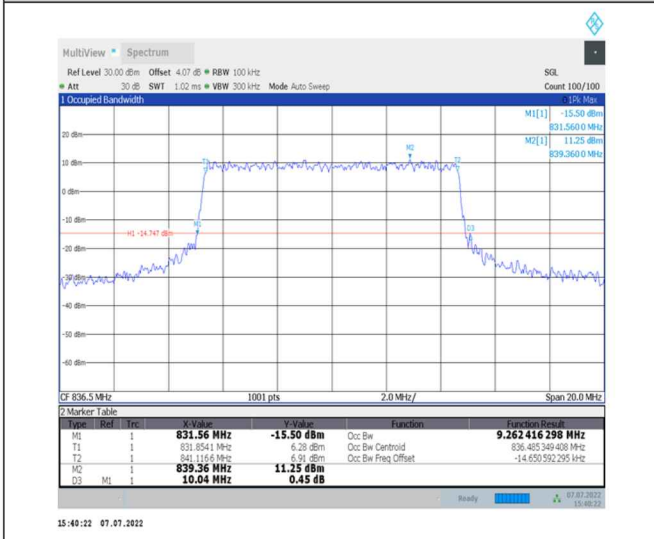 MultiView Spectrum
Ref Level 30.00 dBm Offset 4.07 dB RBW 100 kHz SGL
Att 30 dB SWT 1.02 ms VBW 300 kHz Mode Auto Sweep Count 100/100
1 Occupied Bandwidth 1Pk Max
M1[1] -15.50 dBm
831.5600 MHz
M2[1] 11.25 dBm
839.3600 MHz
20 dBm
M2
T1 T2
10 dBm
0 dBm
-10 dBm
M1
D3
H1 -14.747 dBm
-20 dBm
-30 dBm
-40 dBm
-50 dBm
-60 dBm
CF 836.5 MHz 1001 pts 2.0 MHz/ Span 20.0 MHz
2 Marker Table
Type Ref Trc X-Value Y-Value Function Function Result
M1 1 831.56 MHz -15.50 dBm Occ Bw 9.262 416 298 MHz
T1 1 831.8541 MHz 6.28 dBm Occ Bw Centroid 836.485 349 408 MHz
T2 1 841.1166 MHz 6.91 dBm Occ Bw Freq Offset -14.650 592 295 kHz
M2 1 839.36 MHz 11.25 dBm
D3 M1 1 10.04 MHz 0.45 dB
Ready 07.07.2022
15:40:22
15:40:22 07.07.2022